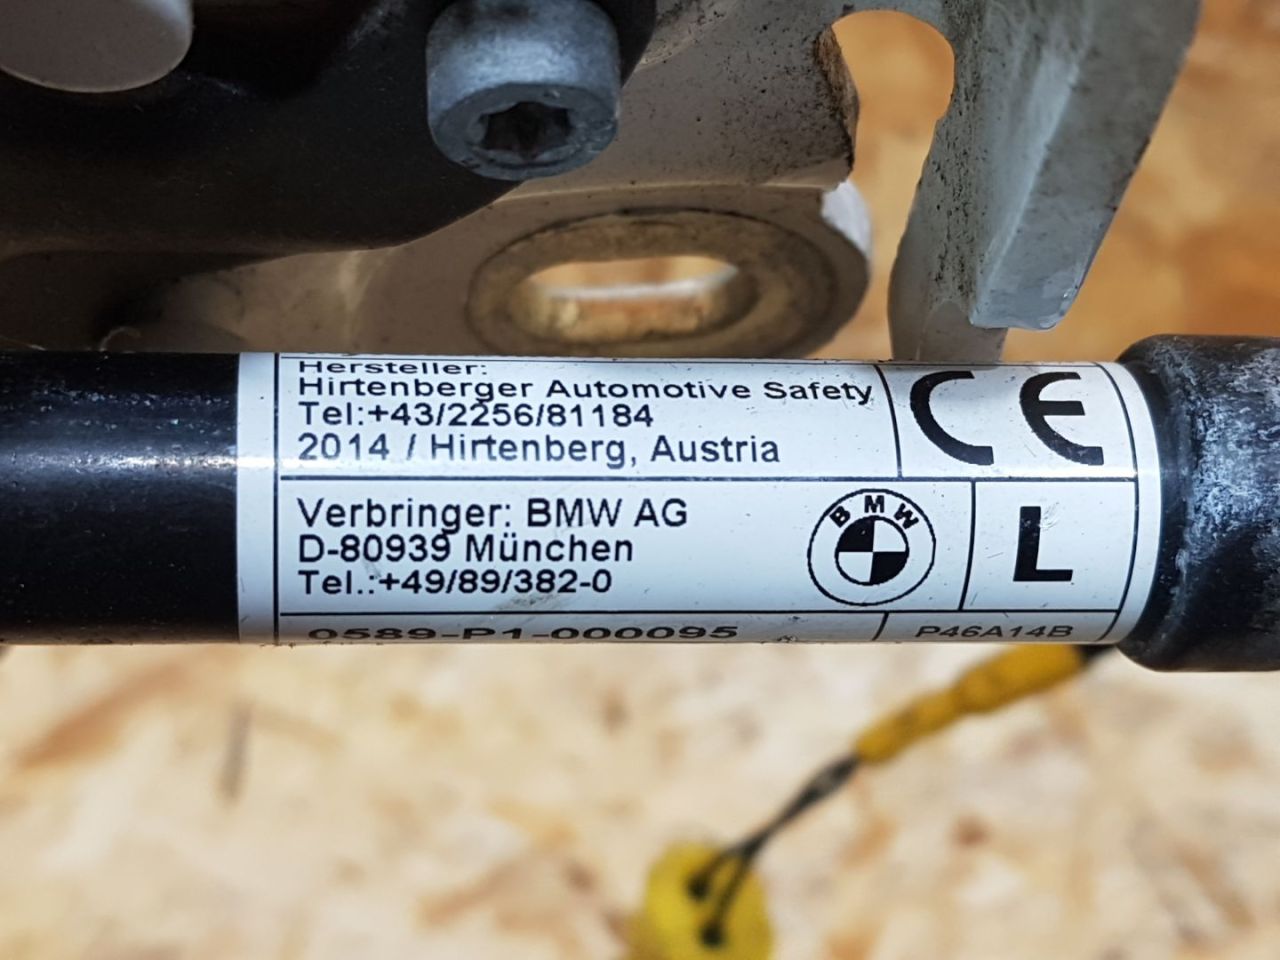 Hersteller:
Hirtenberger Automotive Safety
Tel:+43/2256/81184
2014 / Hirtenberg, Austria
CE
Verbringer: BMW AG
D-80939 München
Tel.:+49/89/382-0
BMW
L
0589-P1-000095
P46A14B